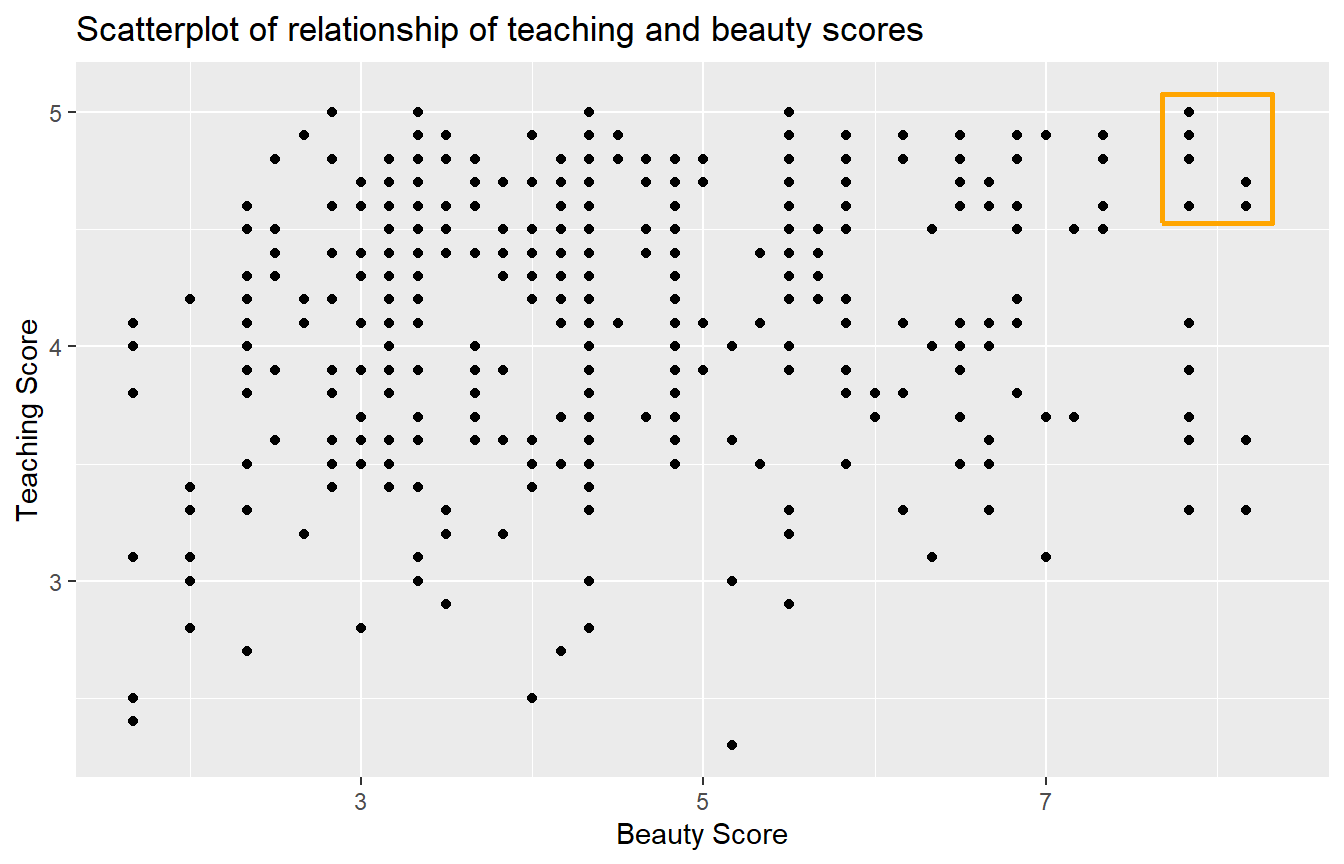 Scatterplot of relationship of teaching and beauty scores
5
4
3
Teaching Score
3 5 7
Beauty Score